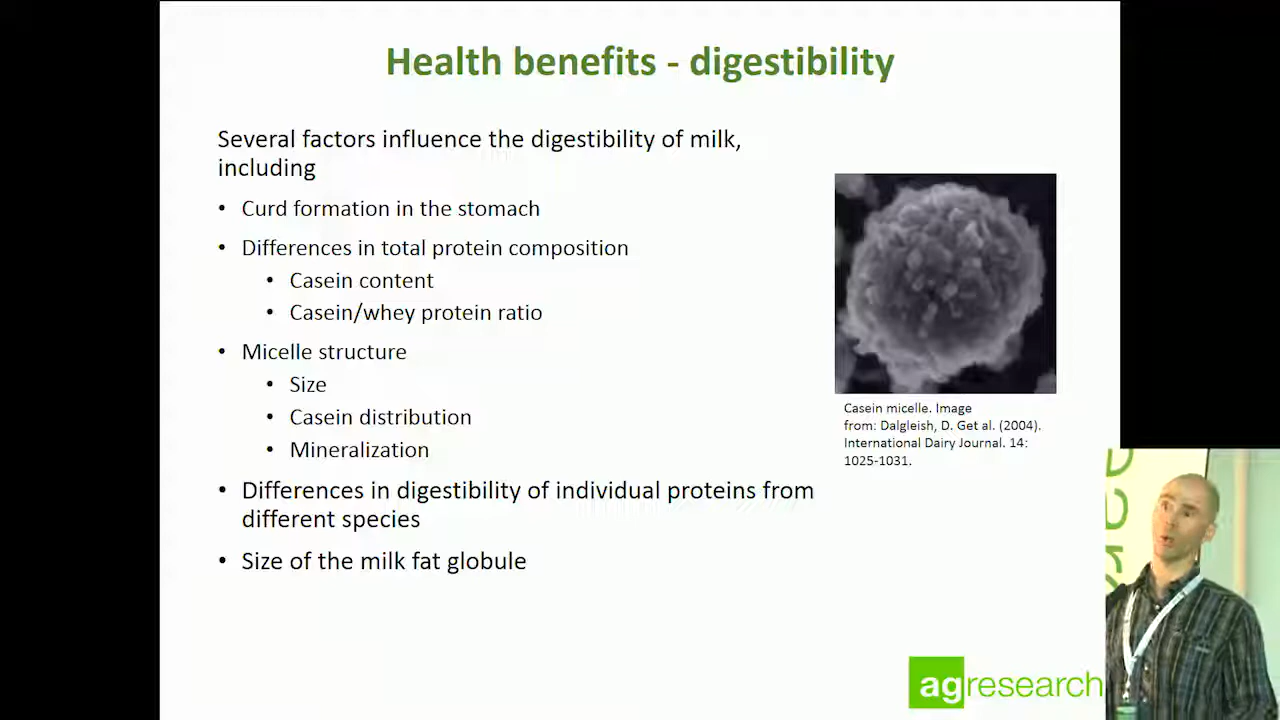 Health benefits - digestibility
Several factors influence the digestibility of milk,
including
• Curd formation in the stomach
• Differences in total protein composition
• Casein content
• Casein/whey protein ratio
• Micelle structure
• Size
• Casein distribution
• Mineralization
• Differences in digestibility of individual proteins from
different species
• Size of the milk fat globule
Casein micelle. Image
from: Dalgleish, D. Get al. (2004).
International Dairy Journal. 14:
1025-1031.
agresearch